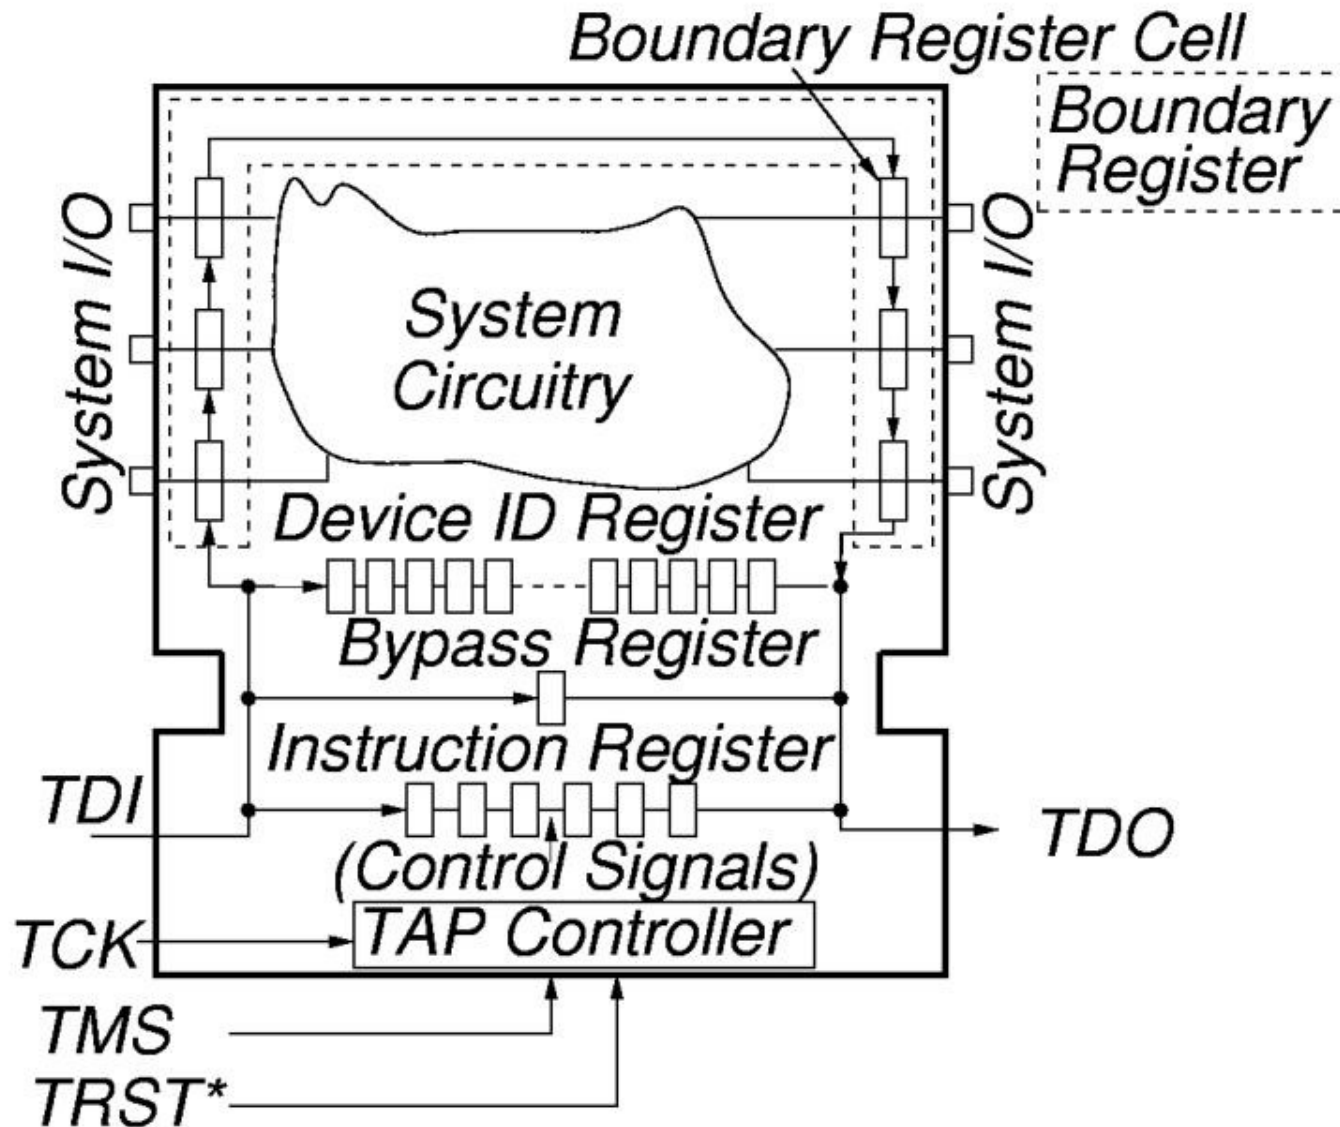 Boundary Register Cell
Boundary
Register
System I/O
System I/O
System
Circuitry
Device ID Register
Bypass Register
Instruction Register
TDI
TDO
(Control Signals)
TCK
TAP Controller
TMS
TRST*